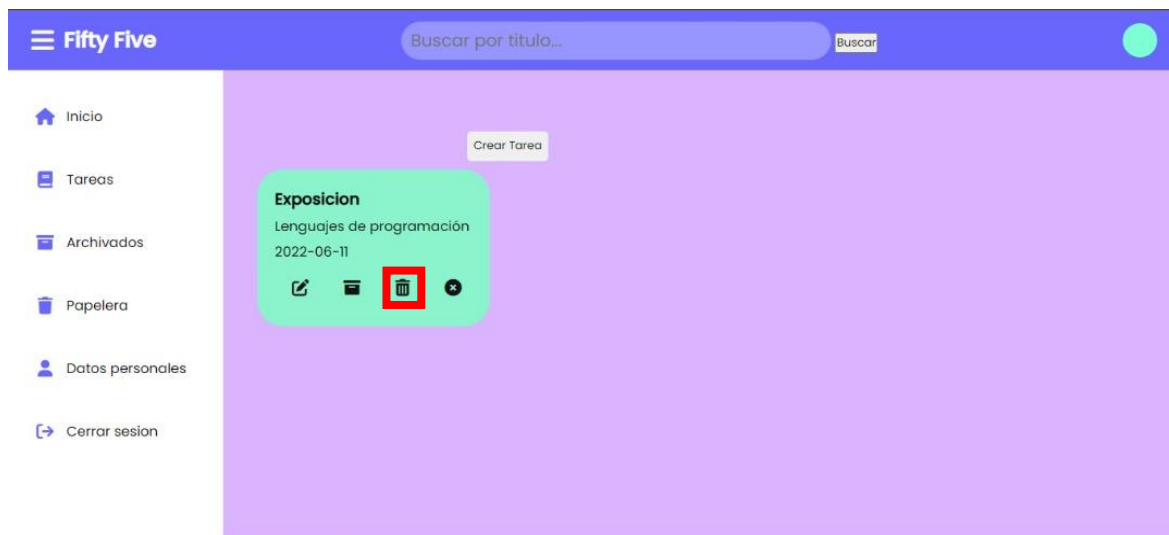 Fifty Five
Buscar por titulo...
Buscar
Inicio
Tareas
Archivados
Papelera
Datos personales
Cerrar sesion
Crear Tarea
Exposicion
Lenguajes de programación
2022-06-11